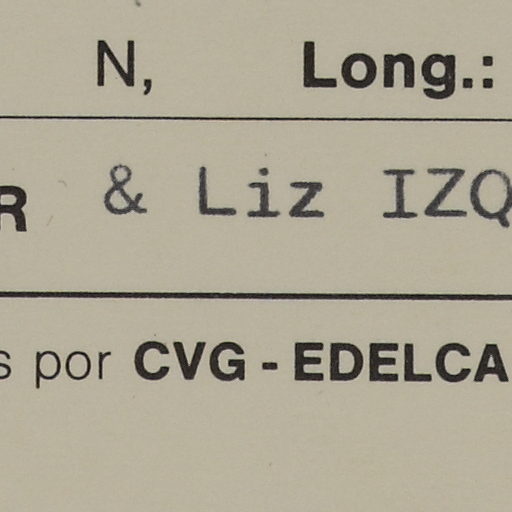 N, Long.:
R & Liz IZQ
s por CVG - EDELCA